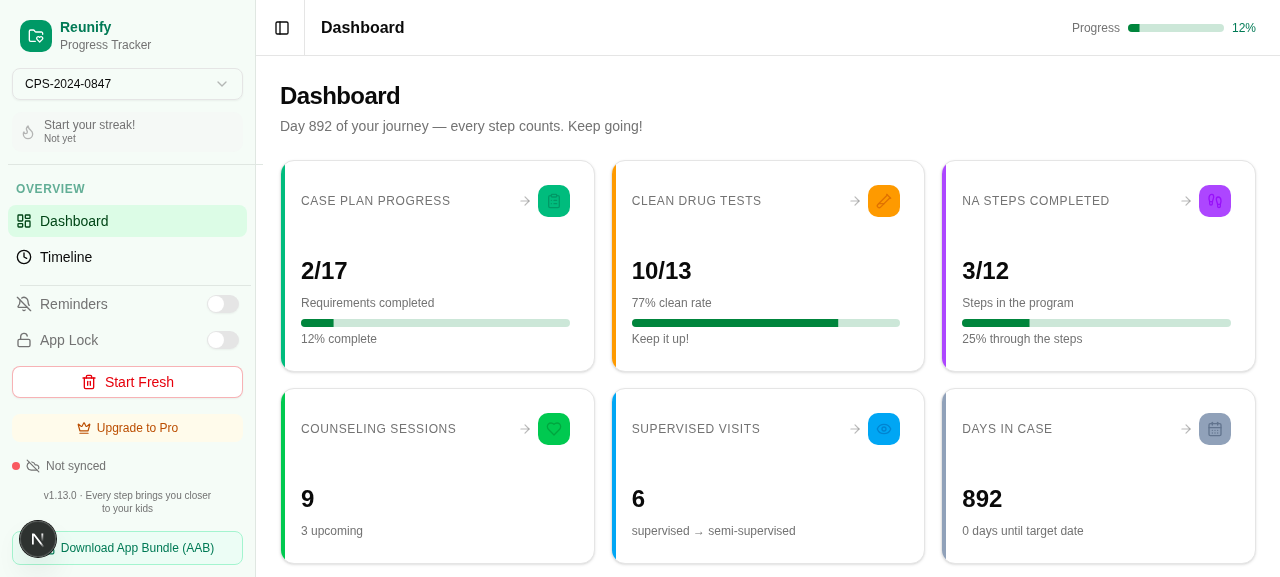 Reunify
Progress Tracker
CPS-2024-0847
Start your streak!
Not yet
OVERVIEW
Dashboard
Timeline
Reminders
App Lock
Start Fresh
Upgrade to Pro
Not synced
v1.13.0 · Every step brings you closer
to your kids
Download App Bundle (AAB)
Dashboard
Progress
12%
Dashboard
Day 892 of your journey — every step counts. Keep going!
CASE PLAN PROGRESS
2/17
Requirements completed
12% complete
CLEAN DRUG TESTS
10/13
77% clean rate
Keep it up!
NA STEPS COMPLETED
3/12
Steps in the program
25% through the steps
COUNSELING SESSIONS
9
3 upcoming
SUPERVISED VISITS
6
supervised → semi-supervised
DAYS IN CASE
892
0 days until target date